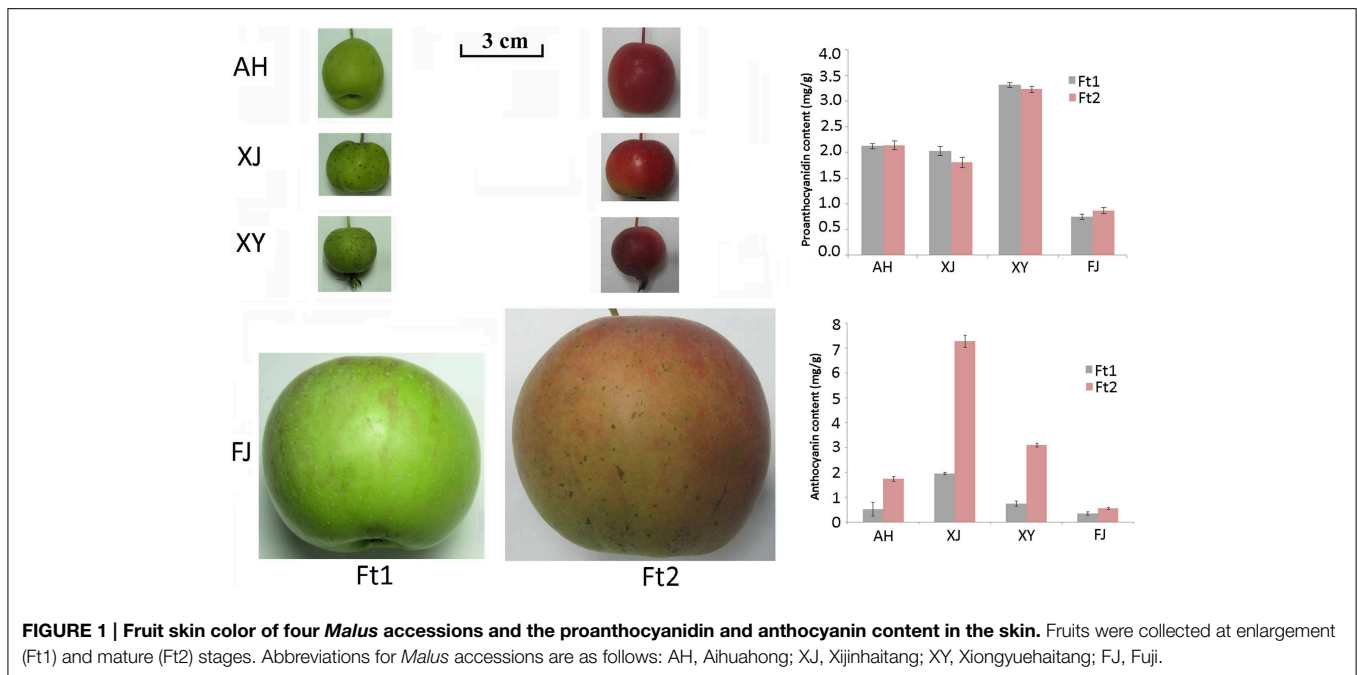 AH
3 cm
XJ
XY
FJ
Ft1
Ft2
Proanthocyanidin content (mg/g)
4.0
3.5
3.0
2.5
2.0
1.5
1.0
0.5
0.0
Ft1
Ft2
AH XJ XY FJ
Anthocyanin content (mg/g)
8
7
6
5
4
3
2
1
0
Ft1
Ft2
AH XJ XY FJ
FIGURE 1 | Fruit skin color of four Malus accessions and the proanthocyanidin and anthocyanin content in the skin. Fruits were collected at enlargement
(Ft1) and mature (Ft2) stages. Abbreviations for Malus accessions are as follows: AH, Aihuahong; XJ, Xijinhaitang; XY, Xiongyuehaitang; FJ, Fuji.